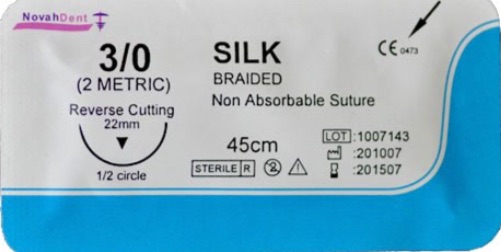 NovahDent
3/0
(2 METRIC)
Reverse Cutting
22mm
1/2 circle
SILK
BRAIDED
Non Absorbable Suture
45cm
STERILE R
2
CE 0473
LOT :1007143
:201007
:201507